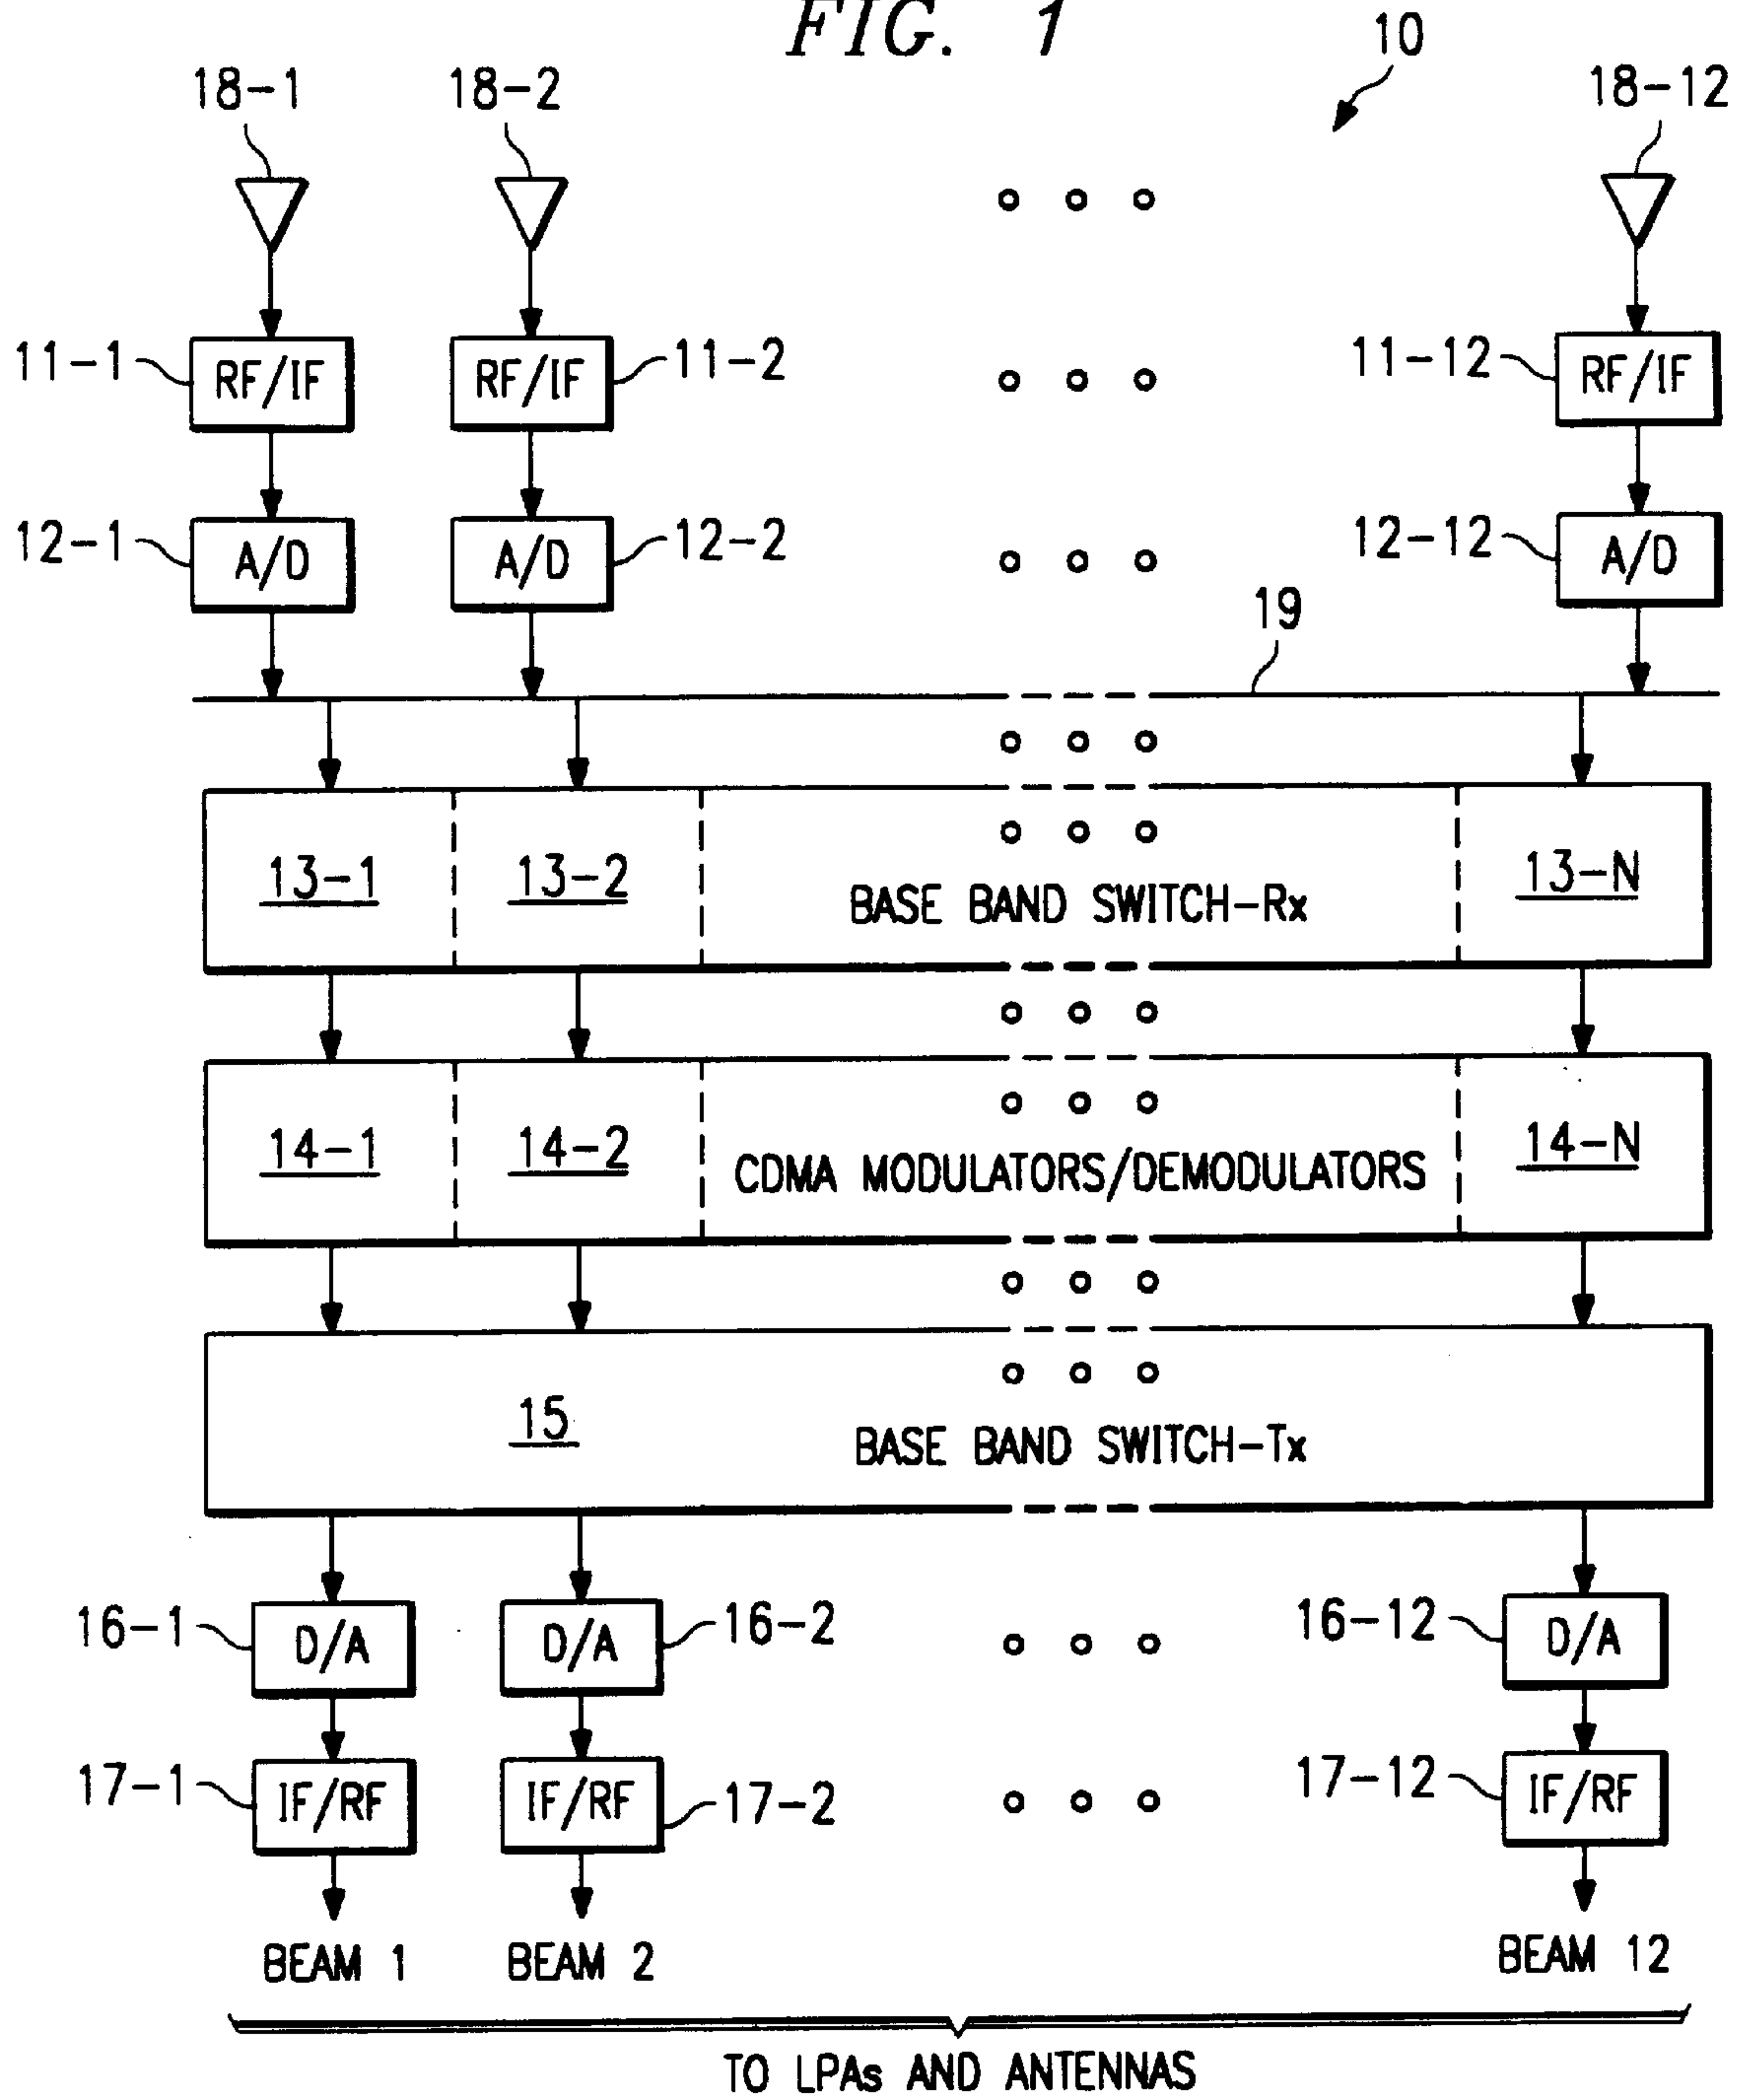 FIG. 1
10
18-1 18-2 18-12
11-1 RF/IF RF/IF 11-2 11-12 RF/IF
12-1 A/D A/D 12-2 12-12 A/D
19
13-1 13-2 BASE BAND SWITCH-Rx 13-N
14-1 14-2 CDMA MODULATORS/DEMODULATORS 14-N
15 BASE BAND SWITCH-Tx
16-1 D/A D/A 16-2 16-12 D/A
17-1 IF/RF IF/RF 17-2 17-12 IF/RF
BEAM 1 BEAM 2 BEAM 12
TO LPAs AND ANTENNAS